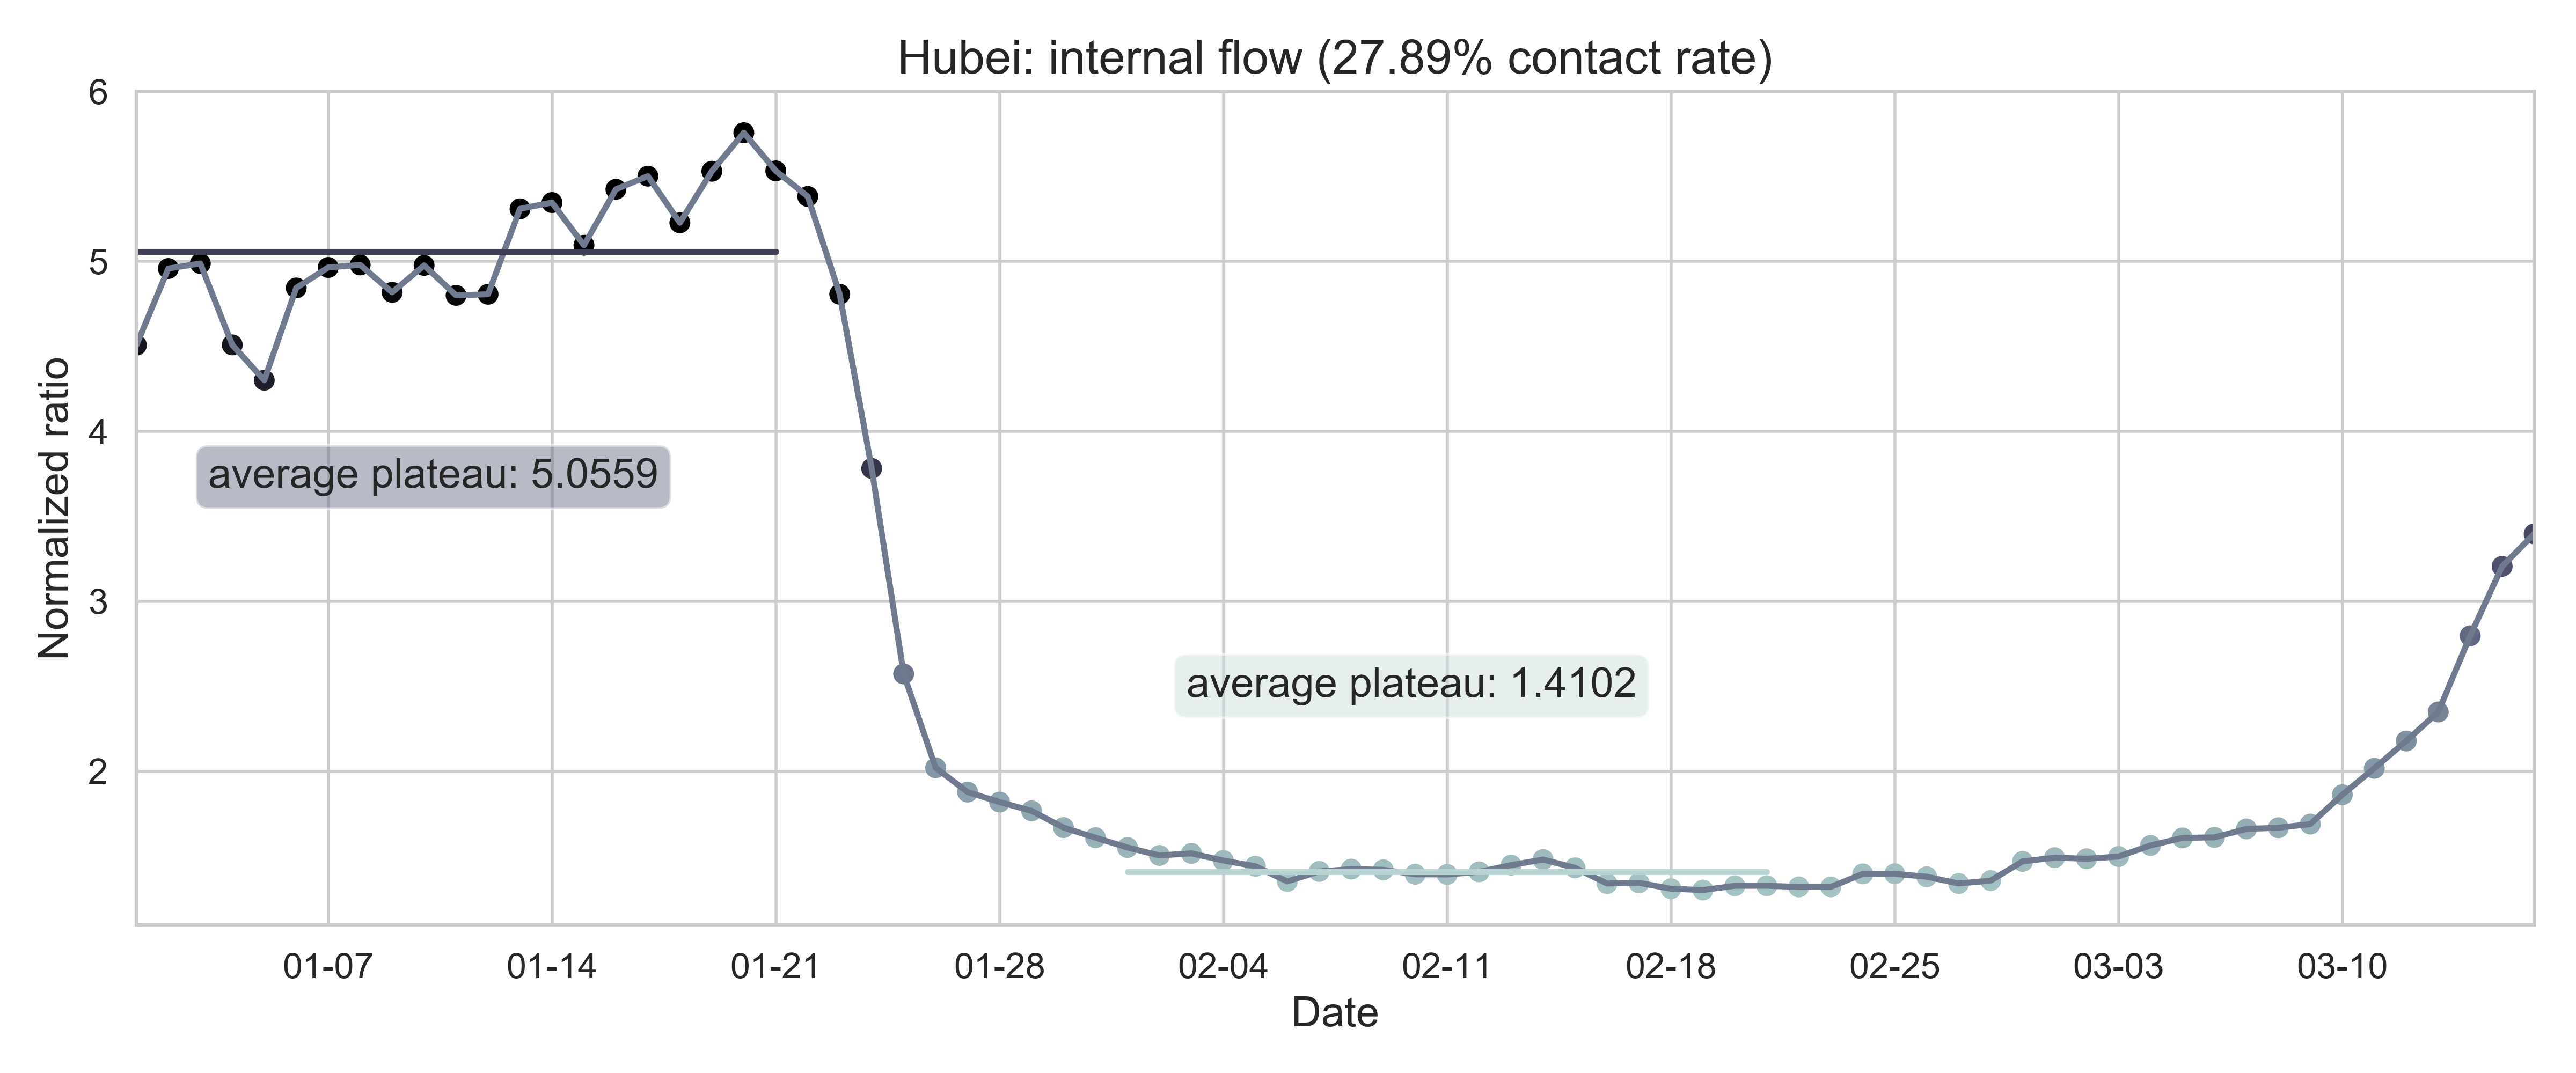 Hubei: internal flow (27.89% contact rate)
Normalized ratio
6
5
4
3
2
average plateau: 5.0559
average plateau: 1.4102
01-07 01-14 01-21 01-28 02-04 02-11 02-18 02-25 03-03 03-10
Date